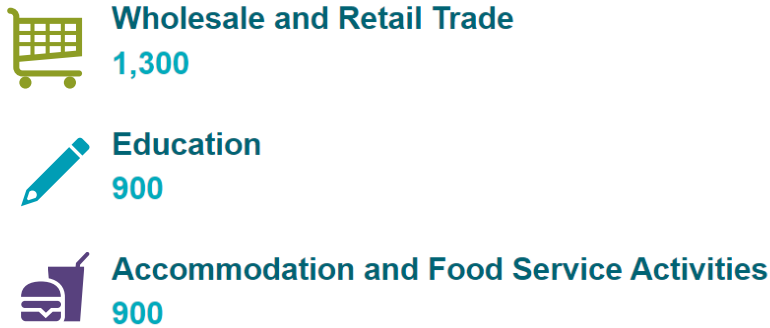 Wholesale and Retail Trade
1,300
Education
900
Accommodation and Food Service Activities
900